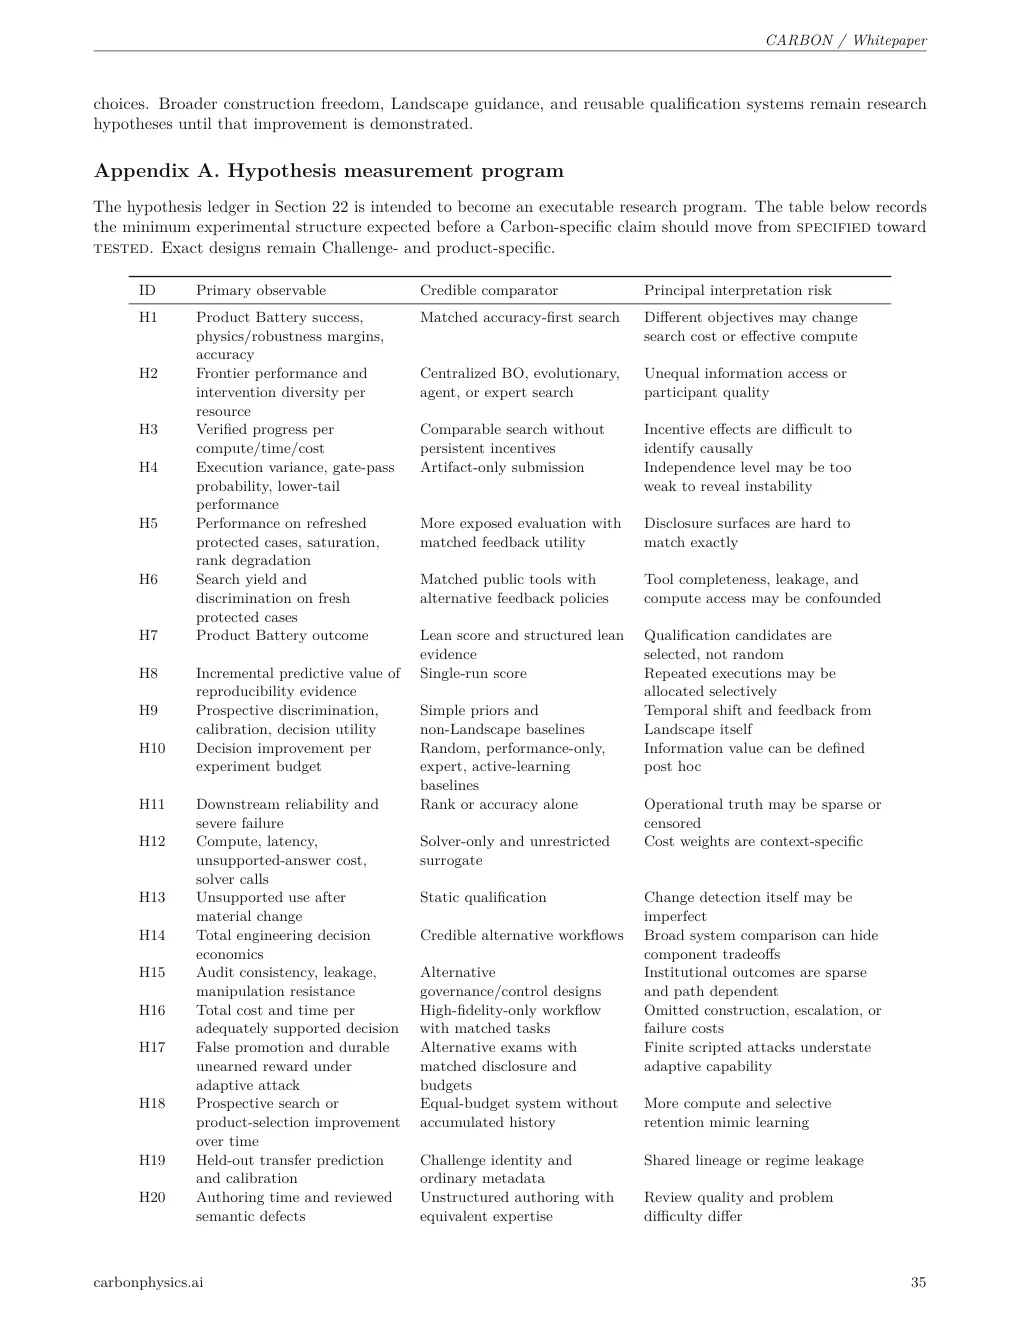 CARBON / Whitepaper
choices. Broader construction freedom, Landscape guidance, and reusable qualification systems remain research
hypotheses until that improvement is demonstrated.
Appendix A. Hypothesis measurement program
The hypothesis ledger in Section 22 is intended to become an executable research program. The table below records
the minimum experimental structure expected before a Carbon-specific claim should move from SPECIFIED toward
TESTED. Exact designs remain Challenge- and product-specific.
ID Primary observable Credible comparator Principal interpretation risk
H1 Product Battery success, Matched accuracy-first search Different objectives may change
physics/robustness margins, search cost or effective compute
accuracy
H2 Frontier performance and Centralized BO, evolutionary, Unequal information access or
intervention diversity per agent, or expert search participant quality
resource
H3 Verified progress per Comparable search without Incentive effects are difficult to
compute/time/cost persistent incentives identify causally
H4 Execution variance, gate-pass Artifact-only submission Independence level may be too
probability, lower-tail weak to reveal instability
performance
H5 Performance on refreshed More exposed evaluation with Disclosure surfaces are hard to
protected cases, saturation, matched feedback utility match exactly
rank degradation
H6 Search yield and Matched public tools with Tool completeness, leakage, and
discrimination on fresh alternative feedback policies compute access may be confounded
protected cases
H7 Product Battery outcome Lean score and structured lean Qualification candidates are
evidence selected, not random
H8 Incremental predictive value of Single-run score Repeated executions may be
reproducibility evidence allocated selectively
H9 Prospective discrimination, Simple priors and Temporal shift and feedback from
calibration, decision utility non-Landscape baselines Landscape itself
H10 Decision improvement per Random, performance-only, Information value can be defined
experiment budget expert, active-learning post hoc
baselines
H11 Downstream reliability and Rank or accuracy alone Operational truth may be sparse or
severe failure censored
H12 Compute, latency, Solver-only and unrestricted Cost weights are context-specific
unsupported-answer cost, surrogate
solver calls
H13 Unsupported use after Static qualification Change detection itself may be
material change imperfect
H14 Total engineering decision Credible alternative workflows Broad system comparison can hide
economics component tradeoffs
H15 Audit consistency, leakage, Alternative Institutional outcomes are sparse
manipulation resistance governance/control designs and path dependent
H16 Total cost and time per High-fidelity-only workflow Omitted construction, escalation, or
adequately supported decision with matched tasks failure costs
H17 False promotion and durable Alternative exams with Finite scripted attacks understate
unearned reward under matched disclosure and adaptive capability
adaptive attack budgets
H18 Prospective search or Equal-budget system without More compute and selective
product-selection improvement accumulated history retention mimic learning
over time
H19 Held-out transfer prediction Challenge identity and Shared lineage or regime leakage
and calibration ordinary metadata
H20 Authoring time and reviewed Unstructured authoring with Review quality and problem
semantic defects equivalent expertise difficulty differ
carbonphysics.ai 35